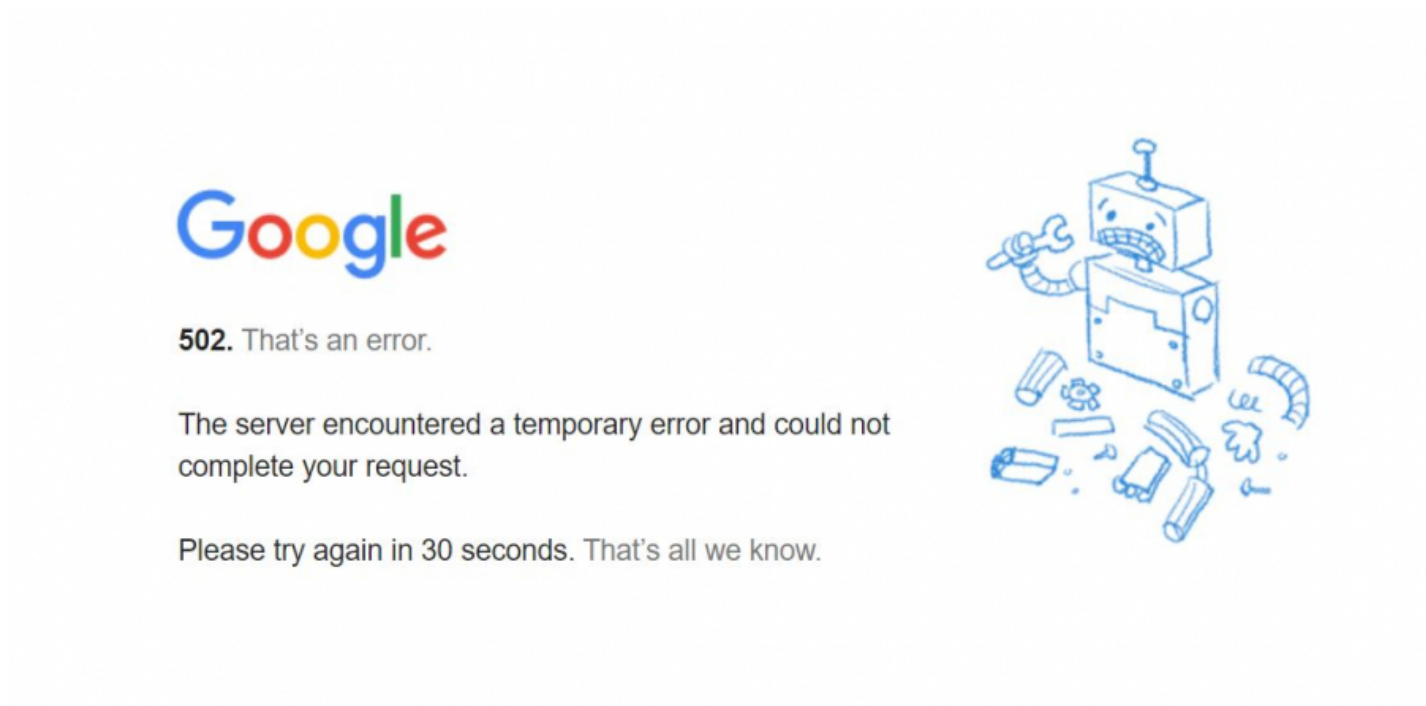 Google
502. That’s an error.
The server encountered a temporary error and could not
complete your request.
Please try again in 30 seconds. That’s all we know.